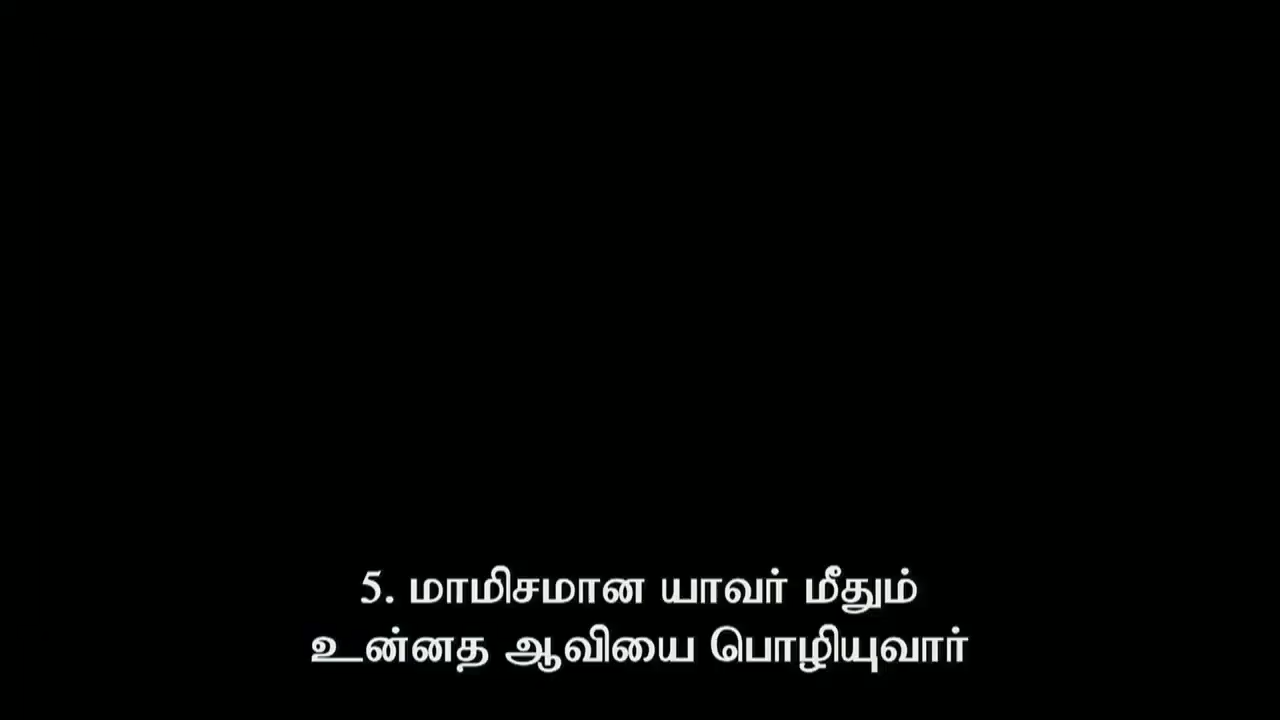 5. மாமிசமான யாவர் மீதும்
உன்னத ஆவியை பொழியுவார்